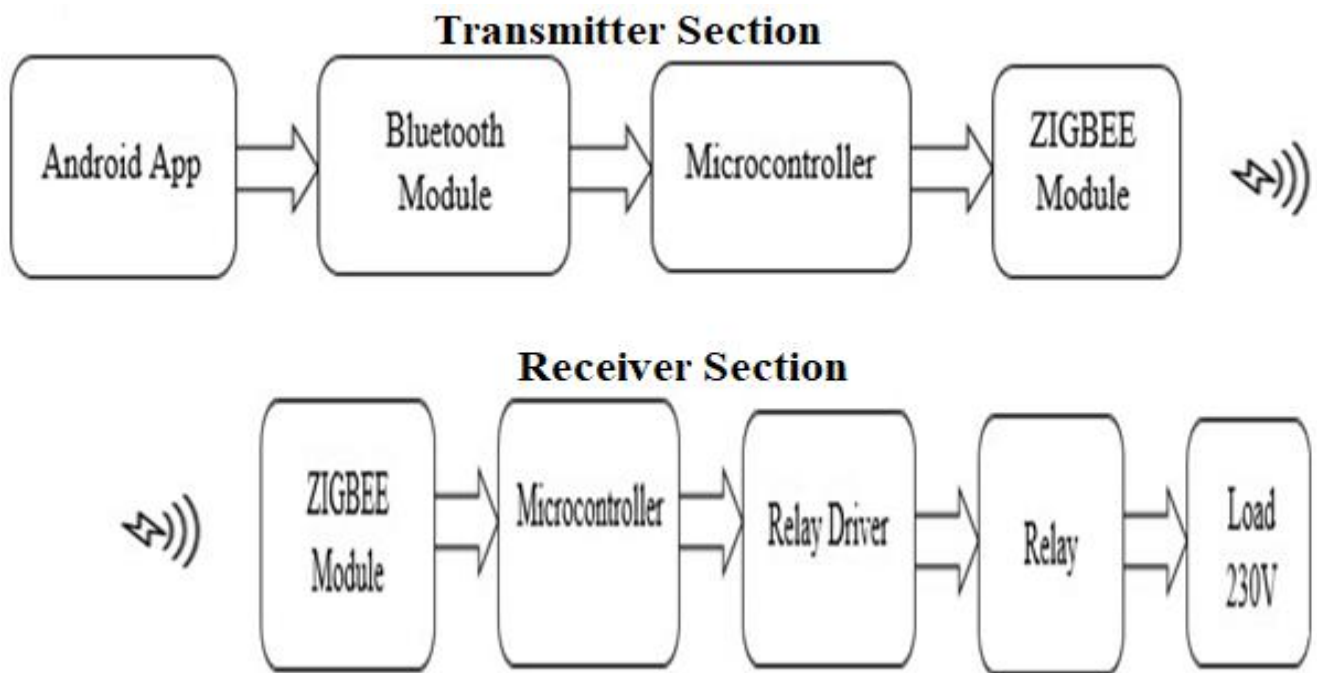 Transmitter Section
Android App
Bluetooth
Module
Microcontroller
ZIGBEE
Module
Receiver Section
ZIGBEE
Module
Microcontroller
Relay Driver
Relay
Load
230V